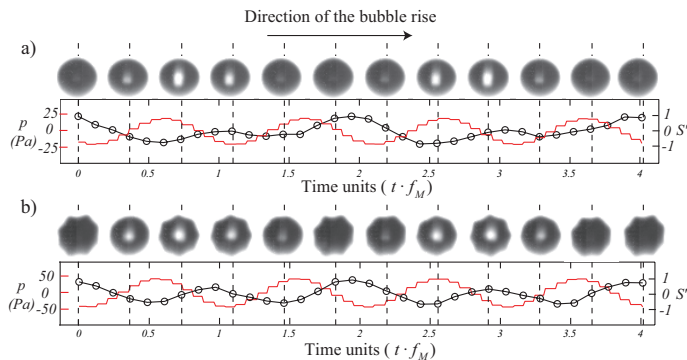 Direction of the bubble rise
a)
p
(Pa)
25
0
-25
1
0
-1
S'
0 0.5 1 1.5 2 2.5 3 3.5 4
Time units ( t · f_M )
b)
p
(Pa)
50
0
-50
1
0
-1
S'
0 0.5 1 1.5 2 2.5 3 3.5 4
Time units ( t · f_M )